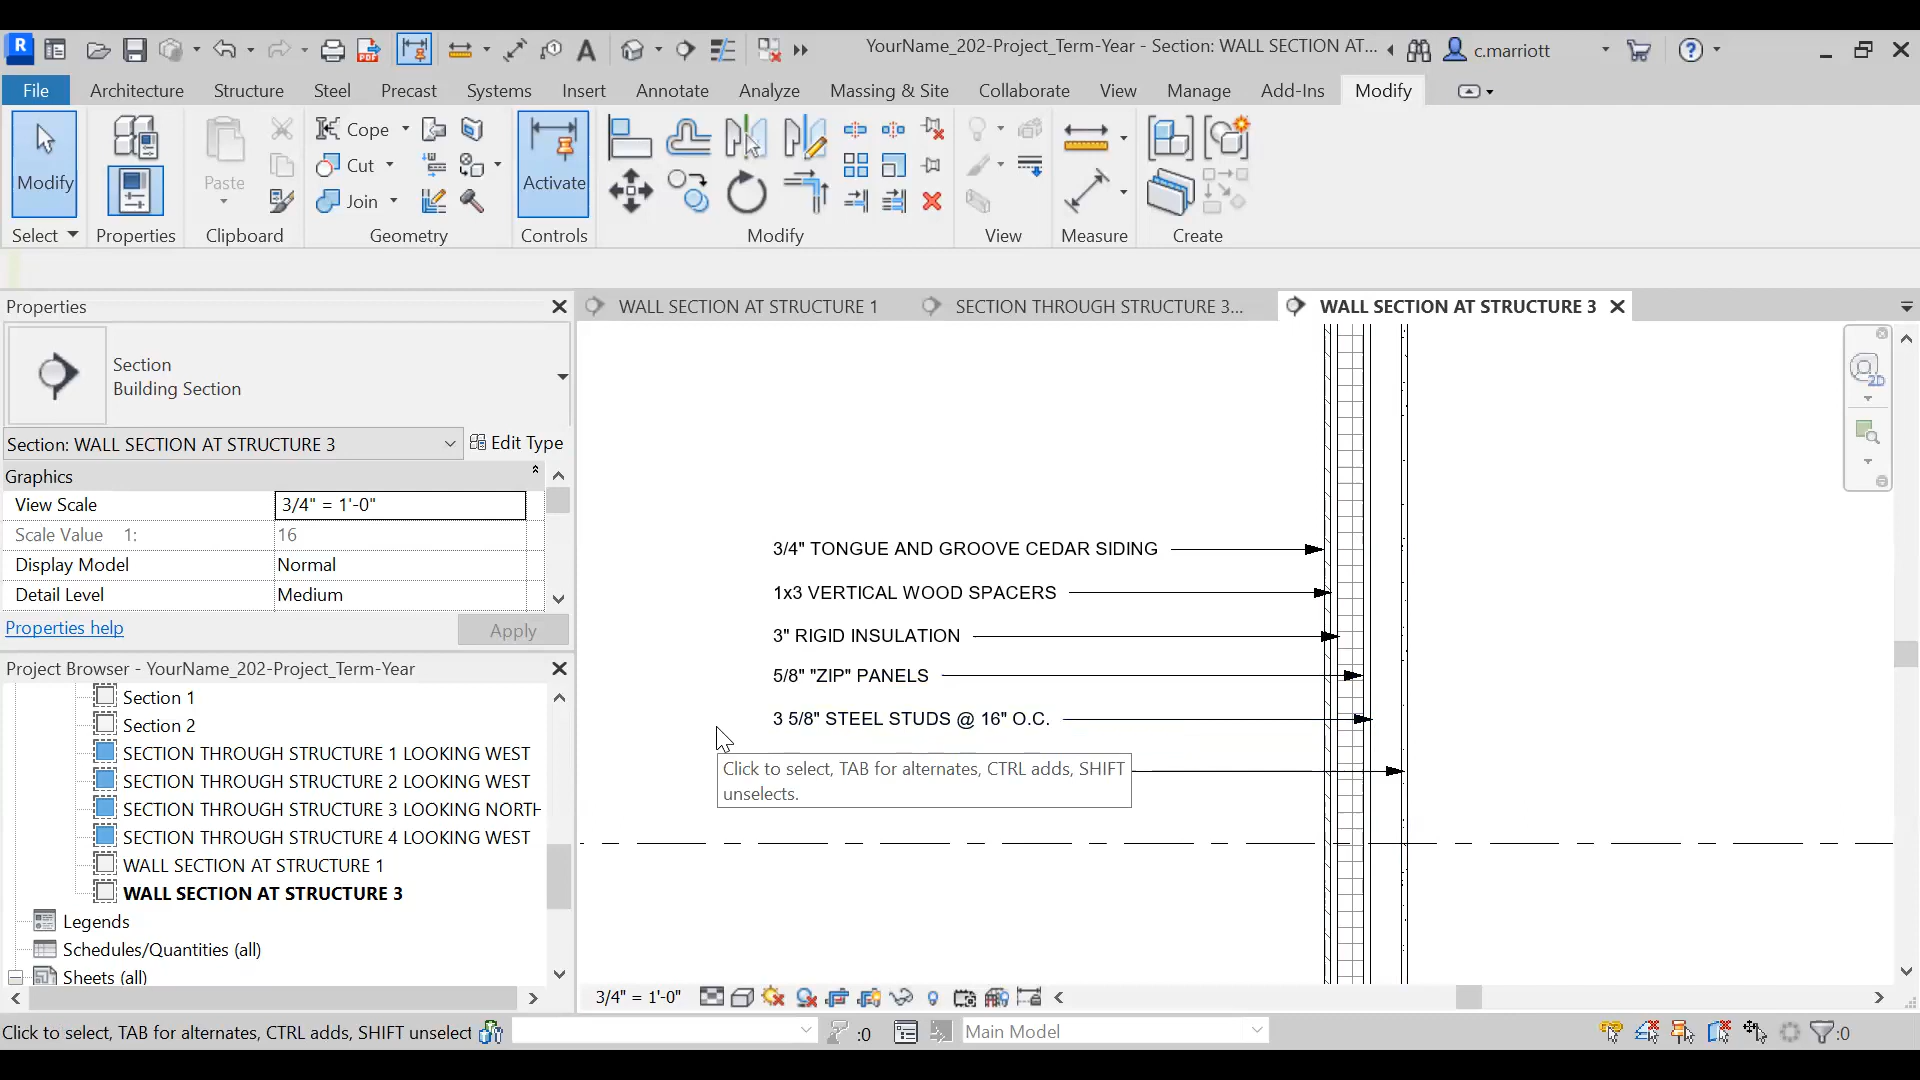 R
YourName_202-Project_Term-Year - Section: WALL SECTION AT...
c.marriott
File Architecture Structure Steel Precast Systems Insert Annotate Analyze Massing & Site Collaborate View Manage Add-Ins Modify
Modify
Paste
Cope
Cut
Join
Activate
Select Properties Clipboard Geometry Controls Modify View Measure Create
Properties
WALL SECTION AT STRUCTURE 1
SECTION THROUGH STRUCTURE 3...
WALL SECTION AT STRUCTURE 3
Section
Building Section
Section: WALL SECTION AT STRUCTURE 3
Edit Type
Graphics
View Scale 3/4" = 1'-0"
Scale Value 1: 16
Display Model Normal
Detail Level Medium
Properties help
Apply
Project Browser - YourName_202-Project_Term-Year
Section 1
Section 2
SECTION THROUGH STRUCTURE 1 LOOKING WEST
SECTION THROUGH STRUCTURE 2 LOOKING WEST
SECTION THROUGH STRUCTURE 3 LOOKING NORTH
SECTION THROUGH STRUCTURE 4 LOOKING WEST
WALL SECTION AT STRUCTURE 1
WALL SECTION AT STRUCTURE 3
Legends
Schedules/Quantities (all)
Sheets (all)
2D
3/4" TONGUE AND GROOVE CEDAR SIDING
1x3 VERTICAL WOOD SPACERS
3" RIGID INSULATION
5/8" "ZIP" PANELS
3 5/8" STEEL STUDS @ 16" O.C.
Click to select, TAB for alternates, CTRL adds, SHIFT
unselects.
3/4" = 1'-0"
Click to select, TAB for alternates, CTRL adds, SHIFT unselect
:0
Main Model
:0